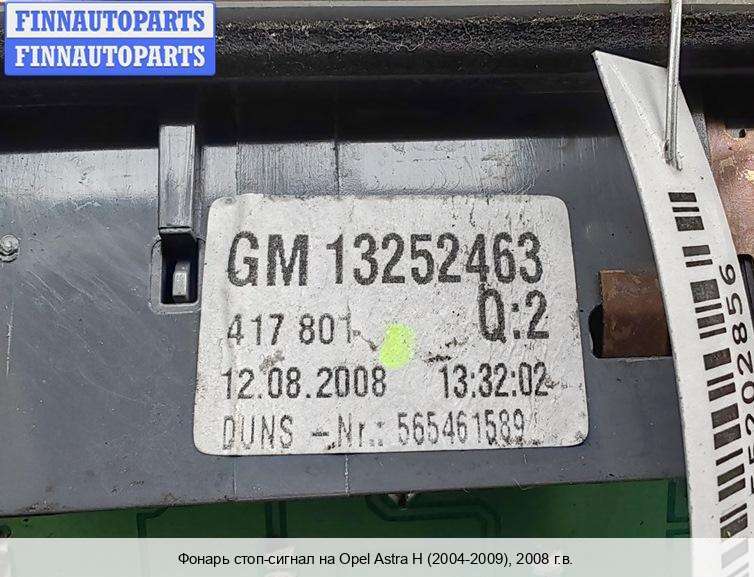 FINNAUTOPARTS
FINNAUTOPARTS
GM 13252463
417 801
Q:2
12.08.2008 13:32:02
DUNS -Nr.: 565461589
5202856
Фонарь стоп-сигнал на Opel Astra H (2004-2009), 2008 г.в.